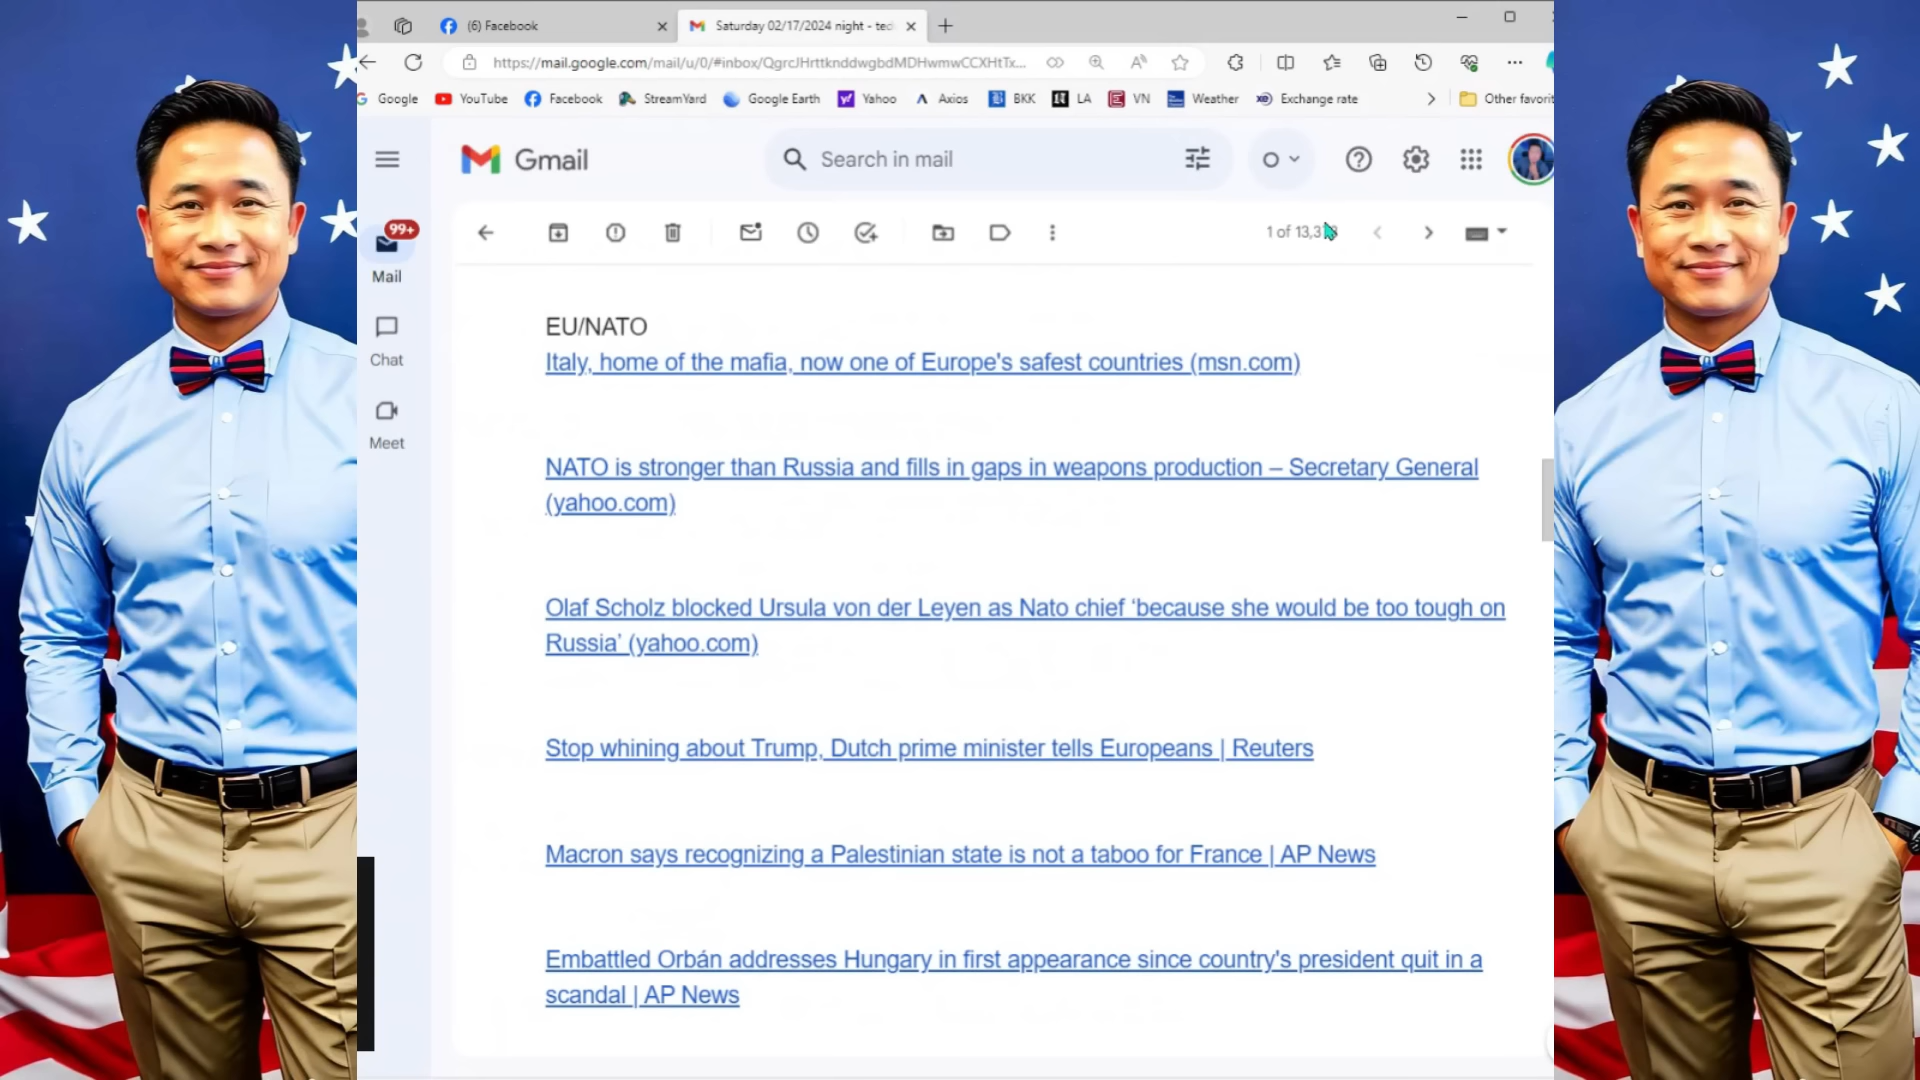 (6) Facebook
Saturday 02/17/2024 night - tec
https://mail.google.com/mail/u/0/#inbox/QgrcJHrttknddwgbdMDHwmwCCXHtTx...
Google YouTube Facebook StreamYard Google Earth Yahoo Axios BKK LA VN Weather Exchange rate Other favorit
Gmail
Search in mail
99+
Mail
Chat
Meet
1 of 13,3
EU/NATO
Italy, home of the mafia, now one of Europe's safest countries (msn.com)
NATO is stronger than Russia and fills in gaps in weapons production – Secretary General
(yahoo.com)
Olaf Scholz blocked Ursula von der Leyen as Nato chief ‘because she would be too tough on
Russia’ (yahoo.com)
Stop whining about Trump, Dutch prime minister tells Europeans | Reuters
Macron says recognizing a Palestinian state is not a taboo for France | AP News
Embattled Orbán addresses Hungary in first appearance since country's president quit in a
scandal | AP News